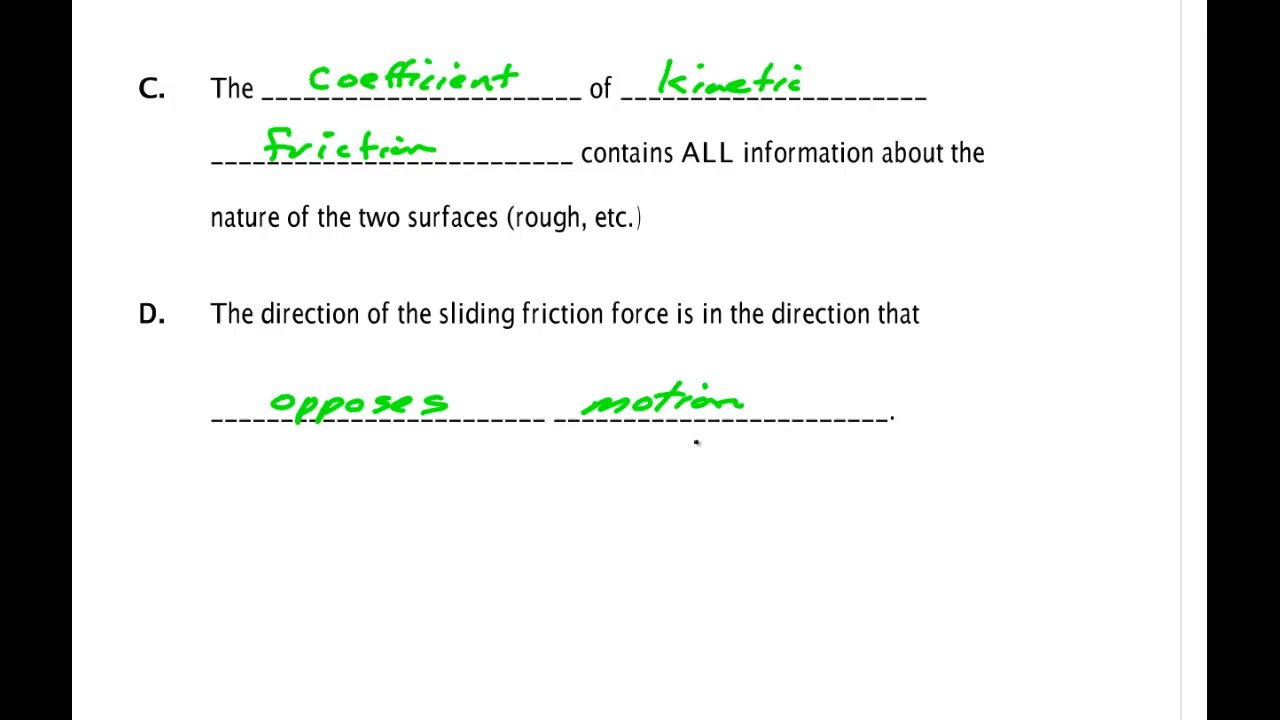 C. The coefficient of kinetic
friction contains ALL information about the
nature of the two surfaces (rough, etc.)
D. The direction of the sliding friction force is in the direction that
opposes motion.